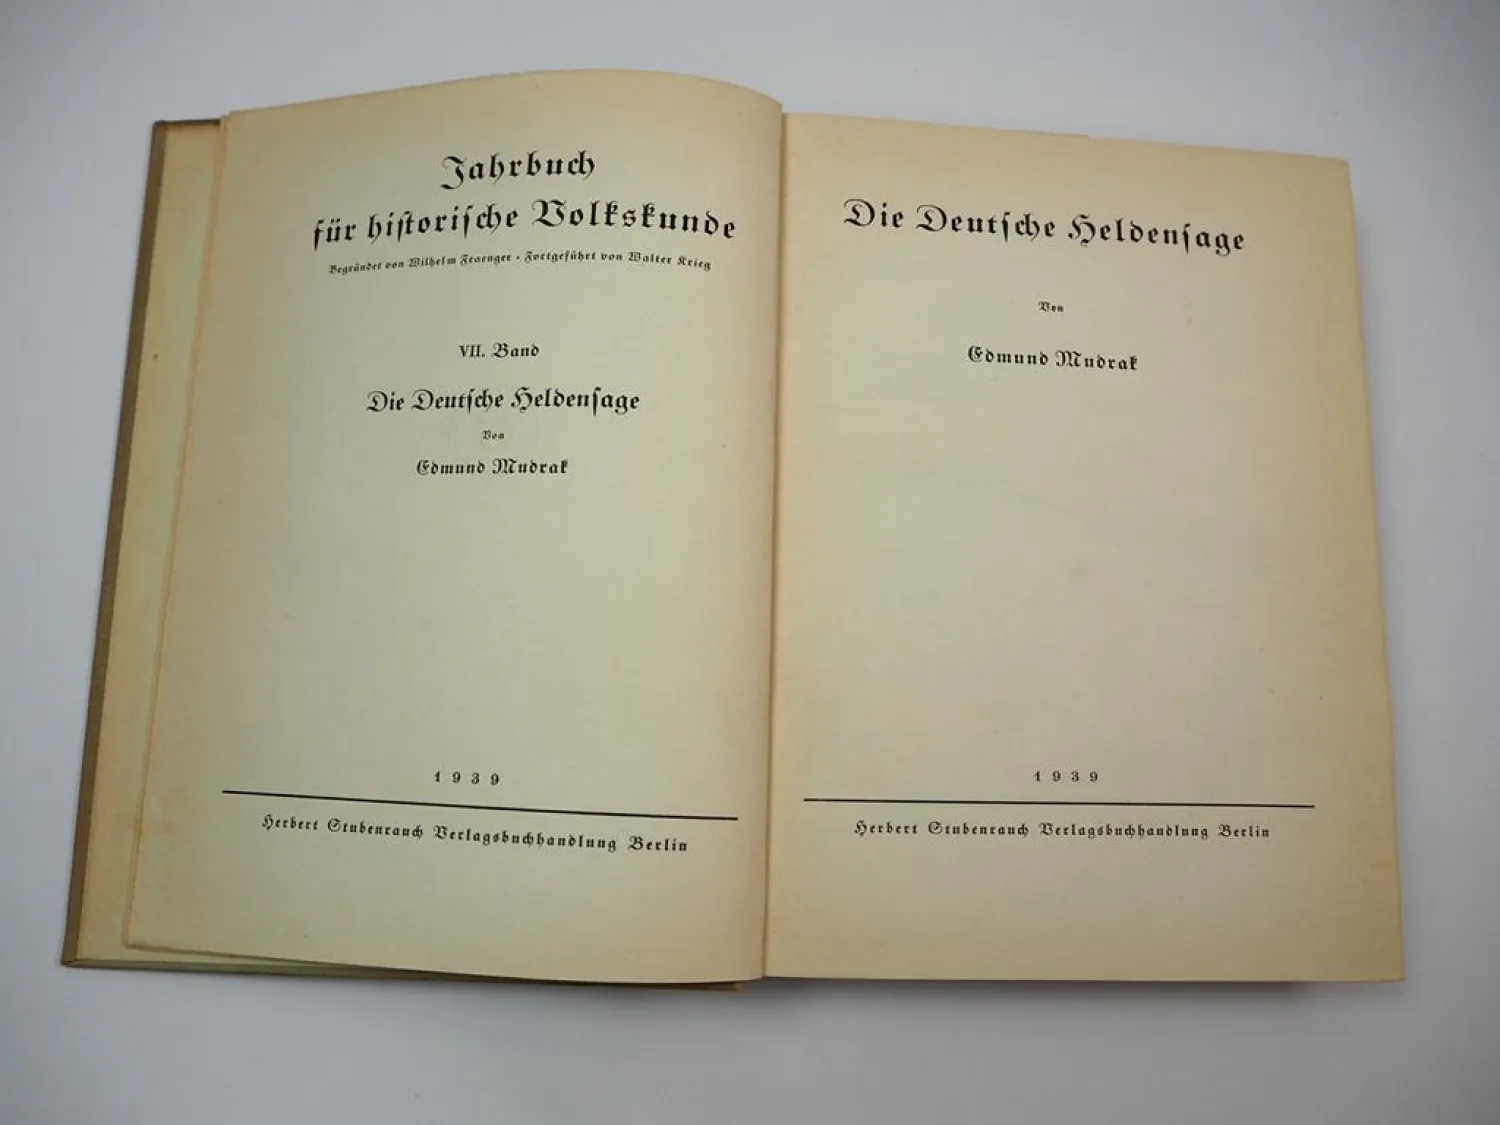 Jahrbuch
für historische Volkskunde
Begründet von Wilhelm Fraenger · Fortgeführt von Walter Krieg
VII. Band
Die Deutsche Heldensage
Von
Edmund Mudrak
1939
Herbert Stubenrauch Verlagsbuchhandlung Berlin
Die Deutsche Heldensage
Von
Edmund Mudrak
1939
Herbert Stubenrauch Verlagsbuchhandlung Berlin